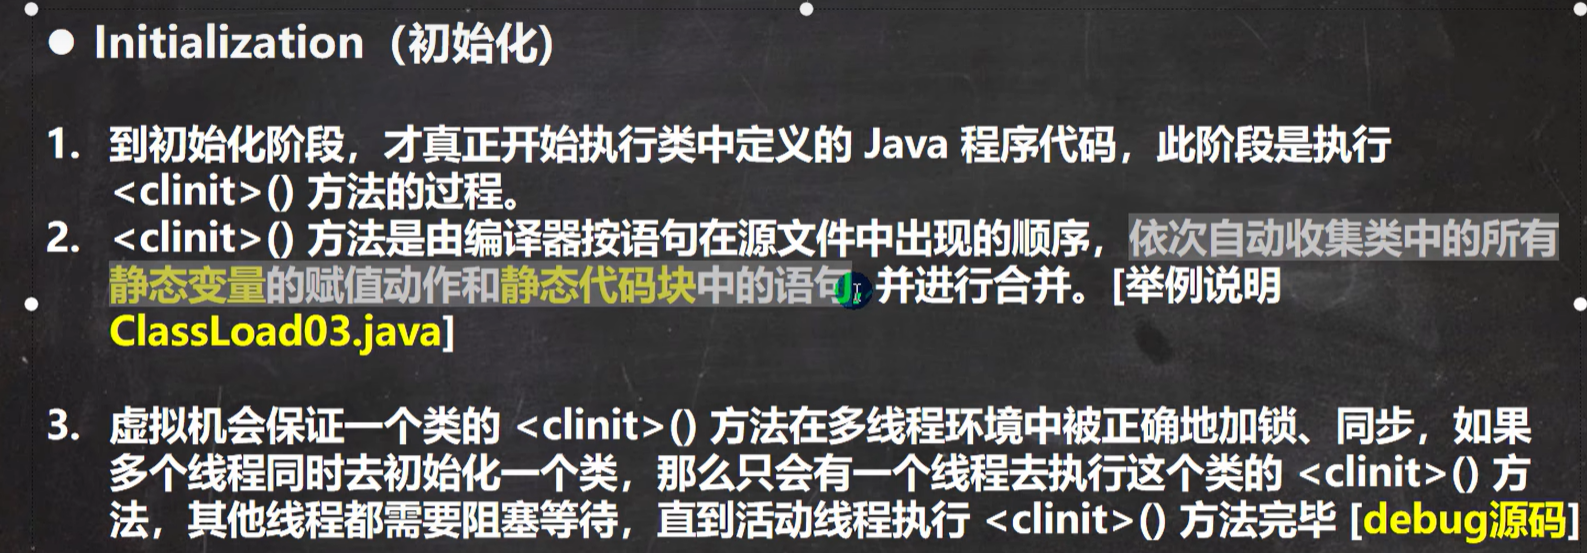 ● Initialization（初始化）
1. 到初始化阶段，才真正开始执行类中定义的 Java 程序代码，此阶段是执行
<clinit>() 方法的过程。
2. <clinit>() 方法是由编译器按语句在源文件中出现的顺序，依次自动收集类中的所有
静态变量的赋值动作和静态代码块中的语句，并进行合并。[举例说明
ClassLoad03.java]
3. 虚拟机会保证一个类的 <clinit>() 方法在多线程环境中被正确地加锁、同步，如果
多个线程同时去初始化一个类，那么只会有一个线程去执行这个类的 <clinit>() 方
法，其他线程都需要阻塞等待，直到活动线程执行 <clinit>() 方法完毕 [debug源码]